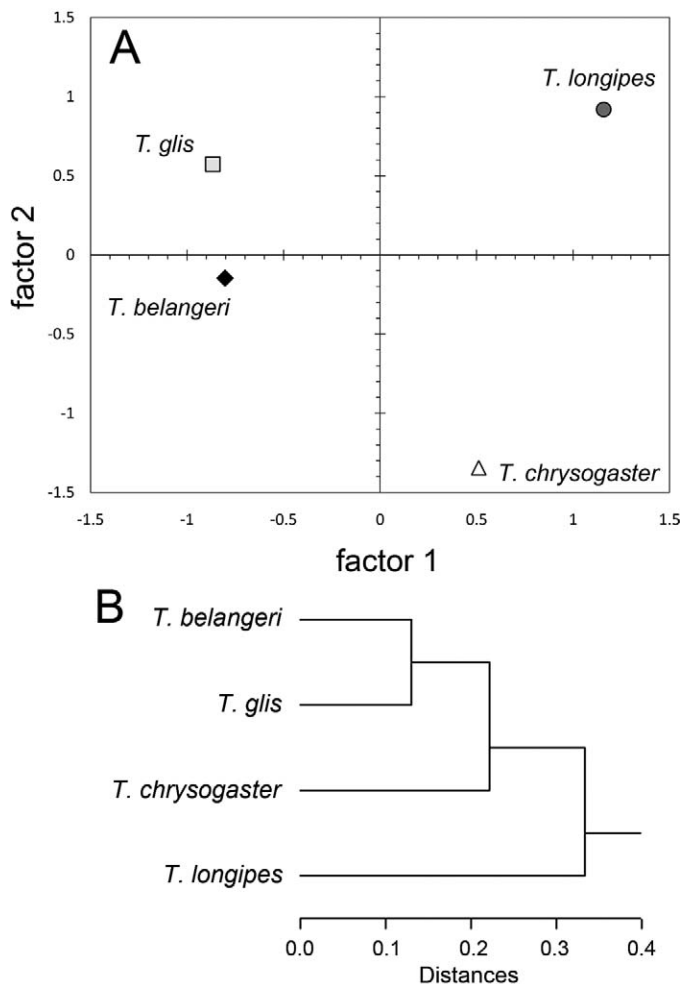 A
1.5
1
0.5
0
-0.5
-1
-1.5
factor 2
T. longipes
T. glis
T. belangeri
T. chrysogaster
-1.5 -1 -0.5 0 0.5 1 1.5
factor 1
B
T. belangeri
T. glis
T. chrysogaster
T. longipes
0.0 0.1 0.2 0.3 0.4
Distances